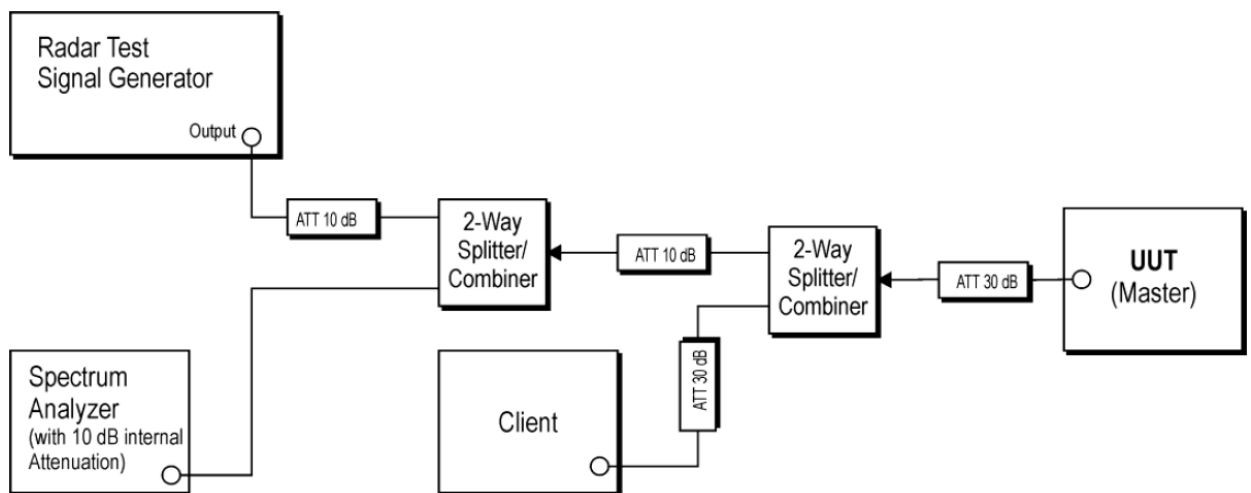 Radar Test
Signal Generator
Output
ATT 10 dB
2-Way
Splitter/
Combiner
ATT 10 dB
2-Way
Splitter/
Combiner
ATT 30 dB
UUT
(Master)
Spectrum
Analyzer
(with 10 dB internal
Attenuation)
Client
ATT 30 dB